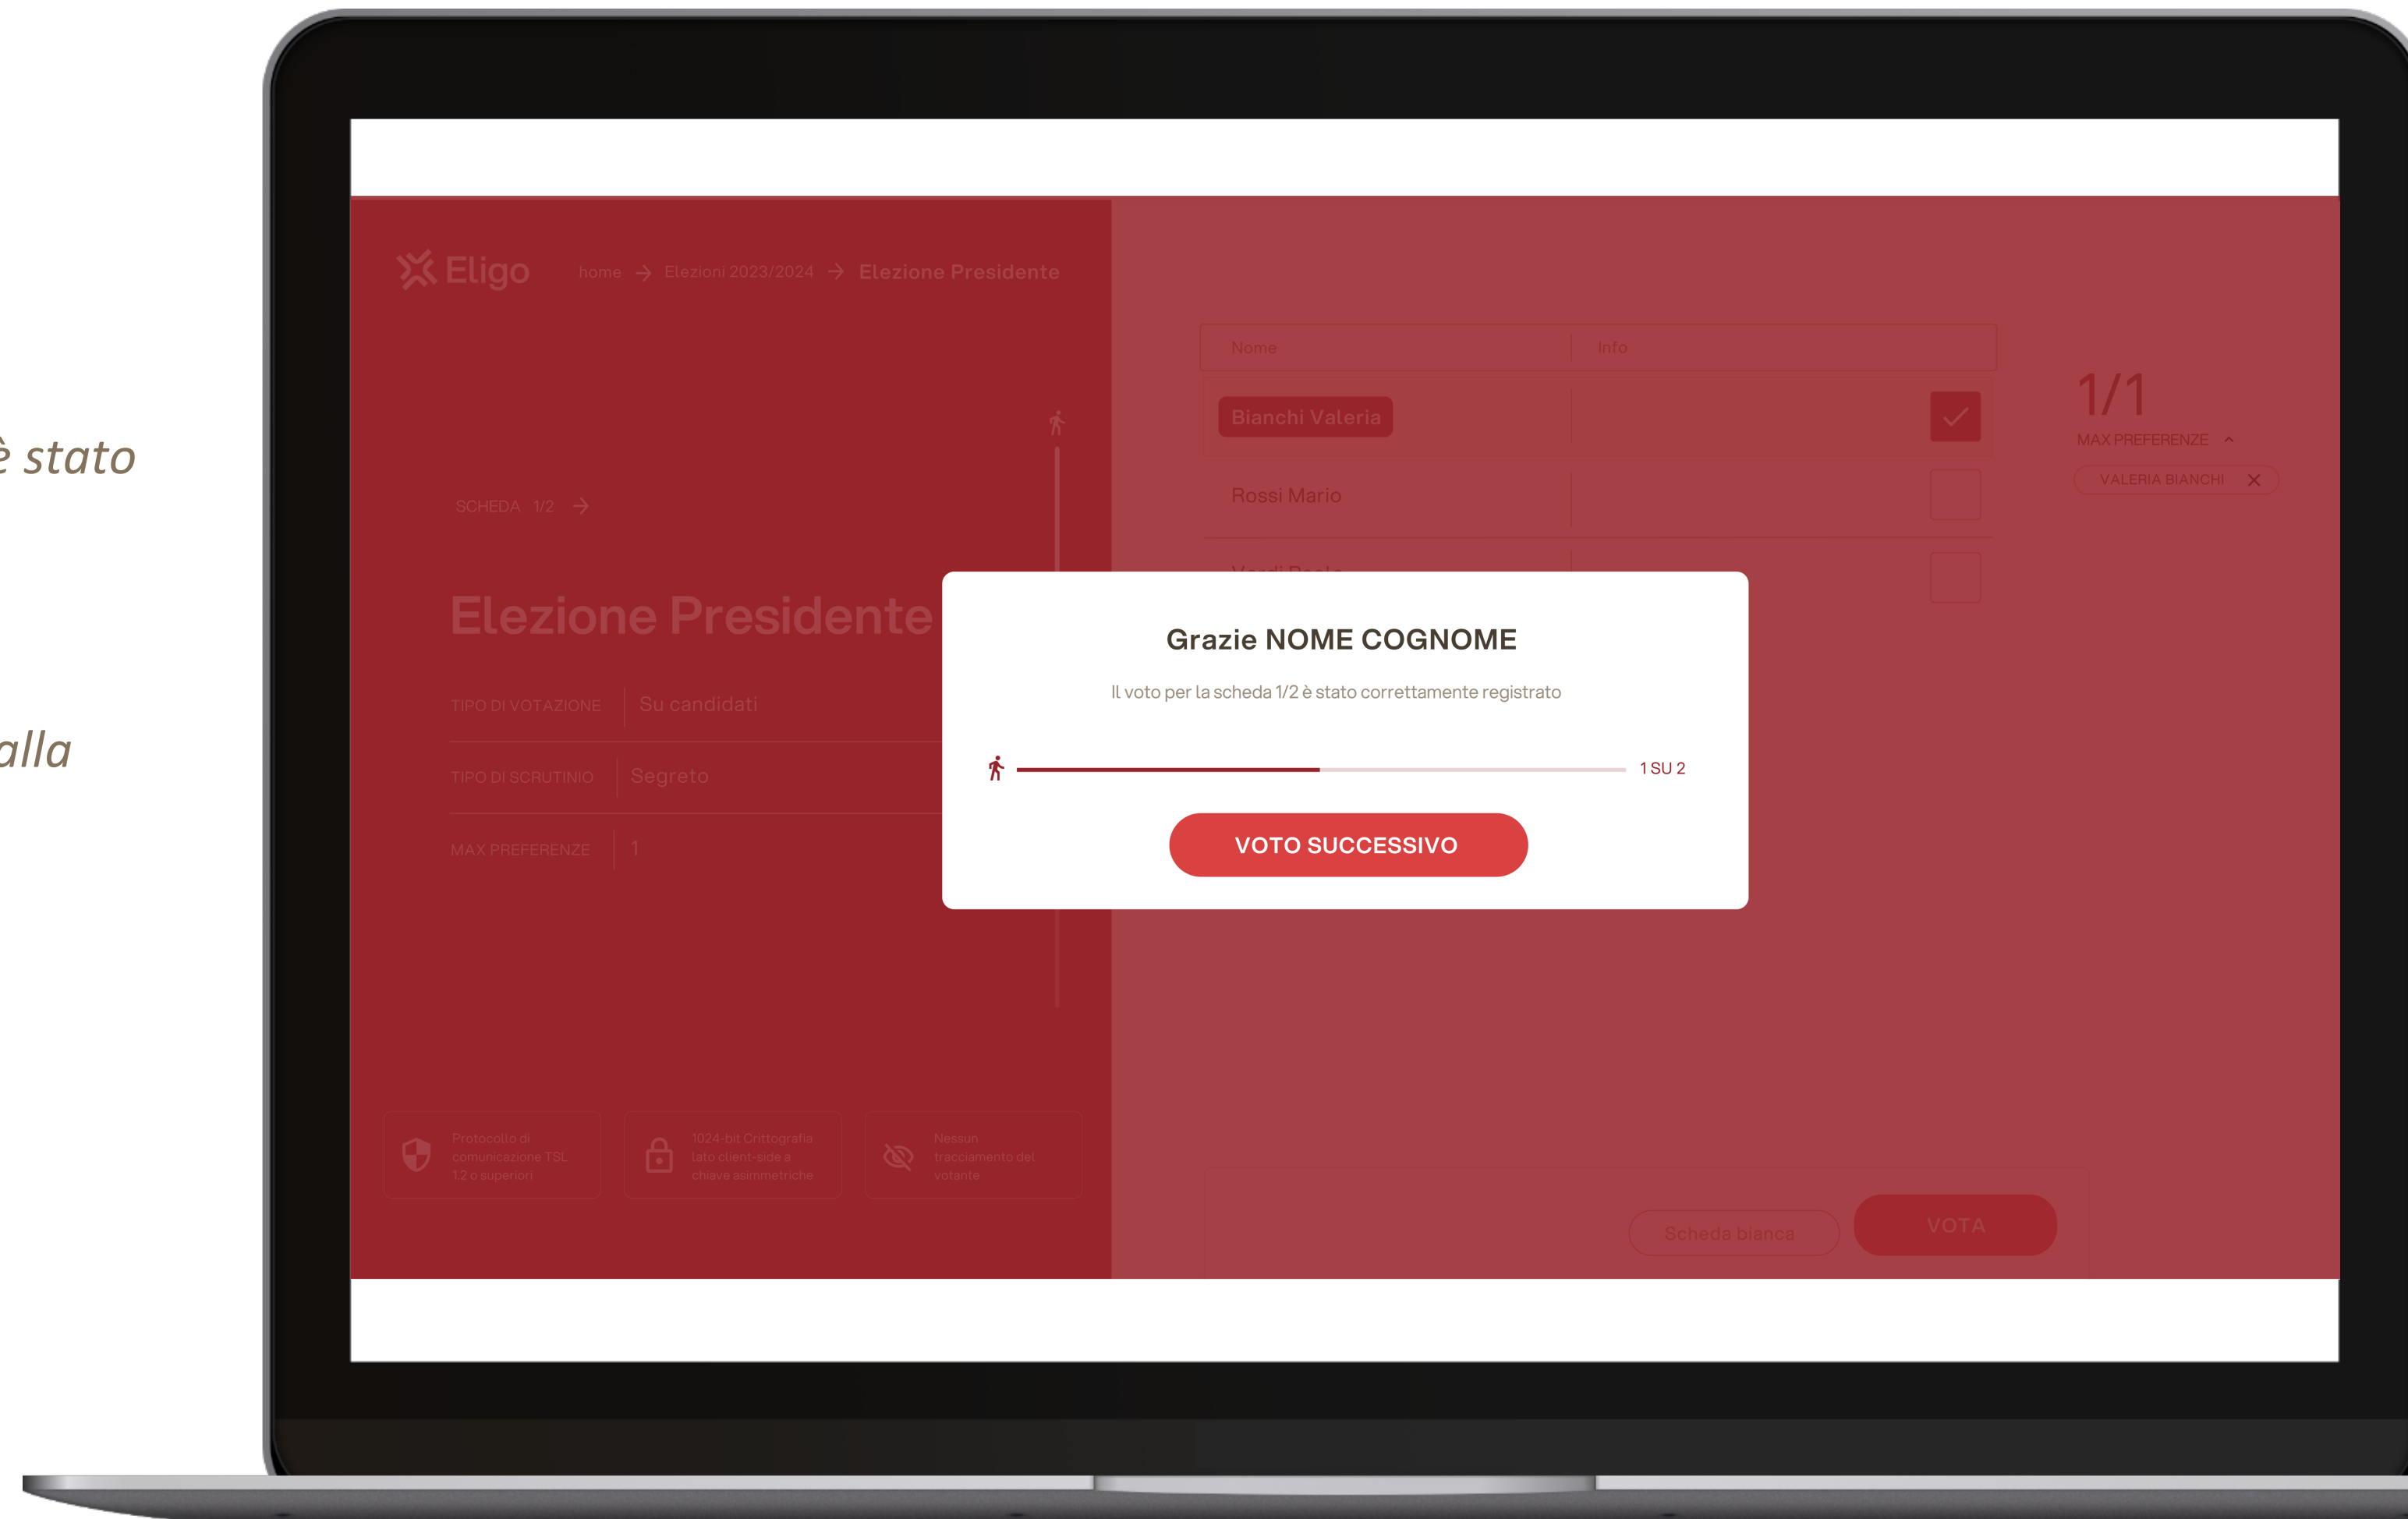 è stato
alla
Eligo
home → Elezioni 2023/2024 → Elezione Presidente
SCHEDA 1/2 →
Elezione Presidente
TIPO DI VOTAZIONE Su candidati
TIPO DI SCRUTINIO Segreto
MAX PREFERENZE 1
Protocollo di
comunicazione TSL
1.2 o superiori
1024-bit Crittografia
lato client-side a
chiave asimmetriche
Nessun
tracciamento del
votante
Nome Info
Bianchi Valeria
Rossi Mario
1/1
MAX PREFERENZE
VALERIA BIANCHI
Grazie NOME COGNOME
Il voto per la scheda 1/2 è stato correttamente registrato
1 SU 2
VOTO SUCCESSIVO
Scheda bianca
VOTA